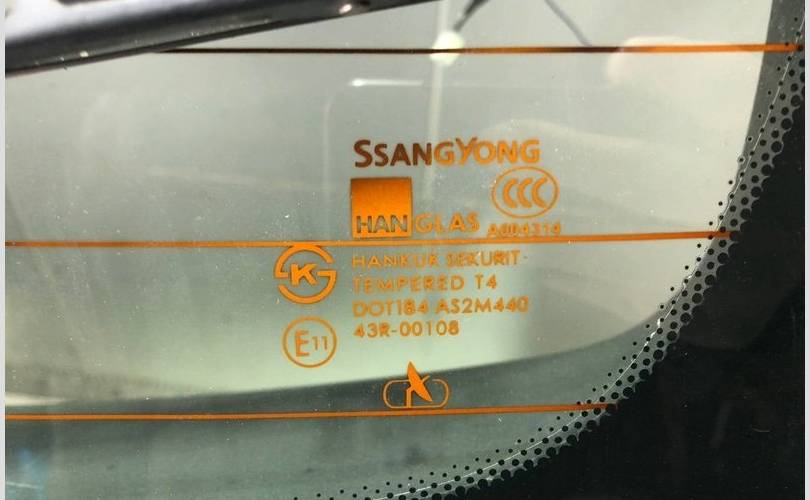 SSANGYONG
CCC
HANGLAS A004314
HANKUK SEKURIT
TEMPERED T4
DOT184 AS2M440
43R-00108
K
E11